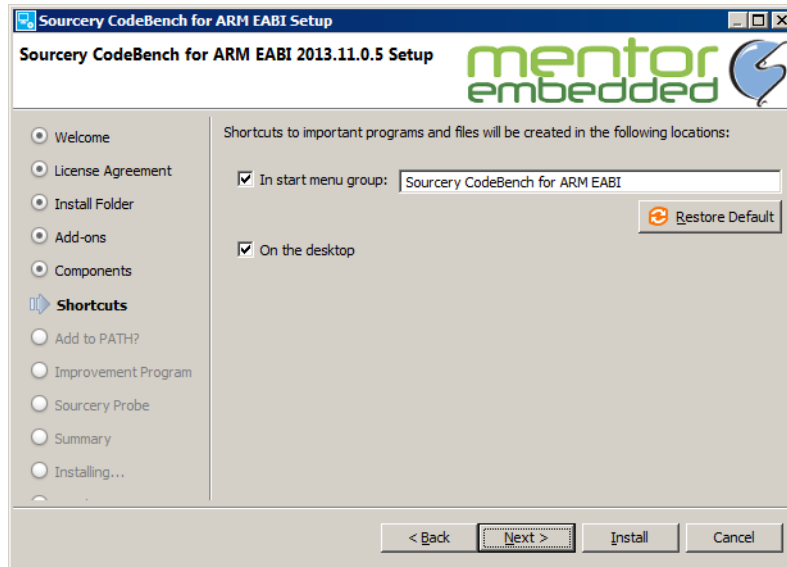 Sourcery CodeBench for ARM EABI Setup
Sourcery CodeBench for ARM EABI 2013.11.0.5 Setup
mentor
embedded
Welcome
License Agreement
Install Folder
Add-ons
Components
Shortcuts
Add to PATH?
Improvement Program
Sourcery Probe
Summary
Installing...
Shortcuts to important programs and files will be created in the following locations:
In start menu group: Sourcery CodeBench for ARM EABI
Restore Default
On the desktop
< Back Next > Install Cancel